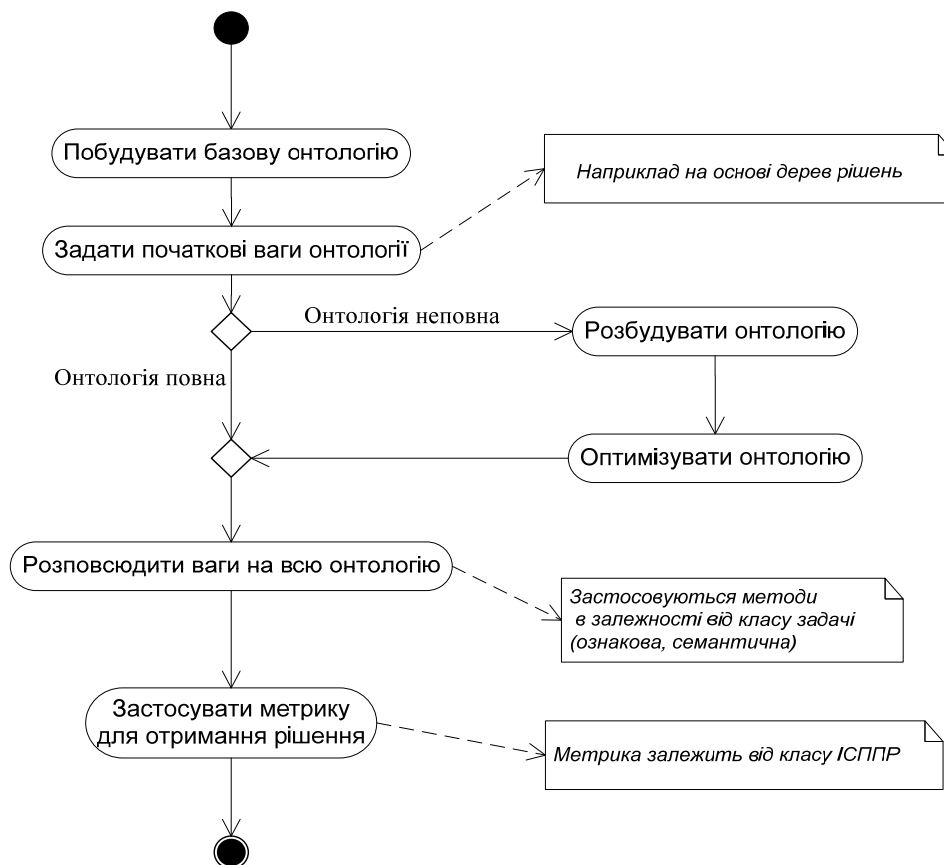 Побудувати базову онтологію
Наприклад на основі дерев рішень
Задати початкові ваги онтології
Онтологія неповна
Розбудувати онтологію
Онтологія повна
Оптимізувати онтологію
Розповсюдити ваги на всю онтологію
Застосовуються методи
в залежності від класу задачі
(ознакова, семантична)
Застосувати метрику
для отримання рішення
Метрика залежить від класу ІСППР